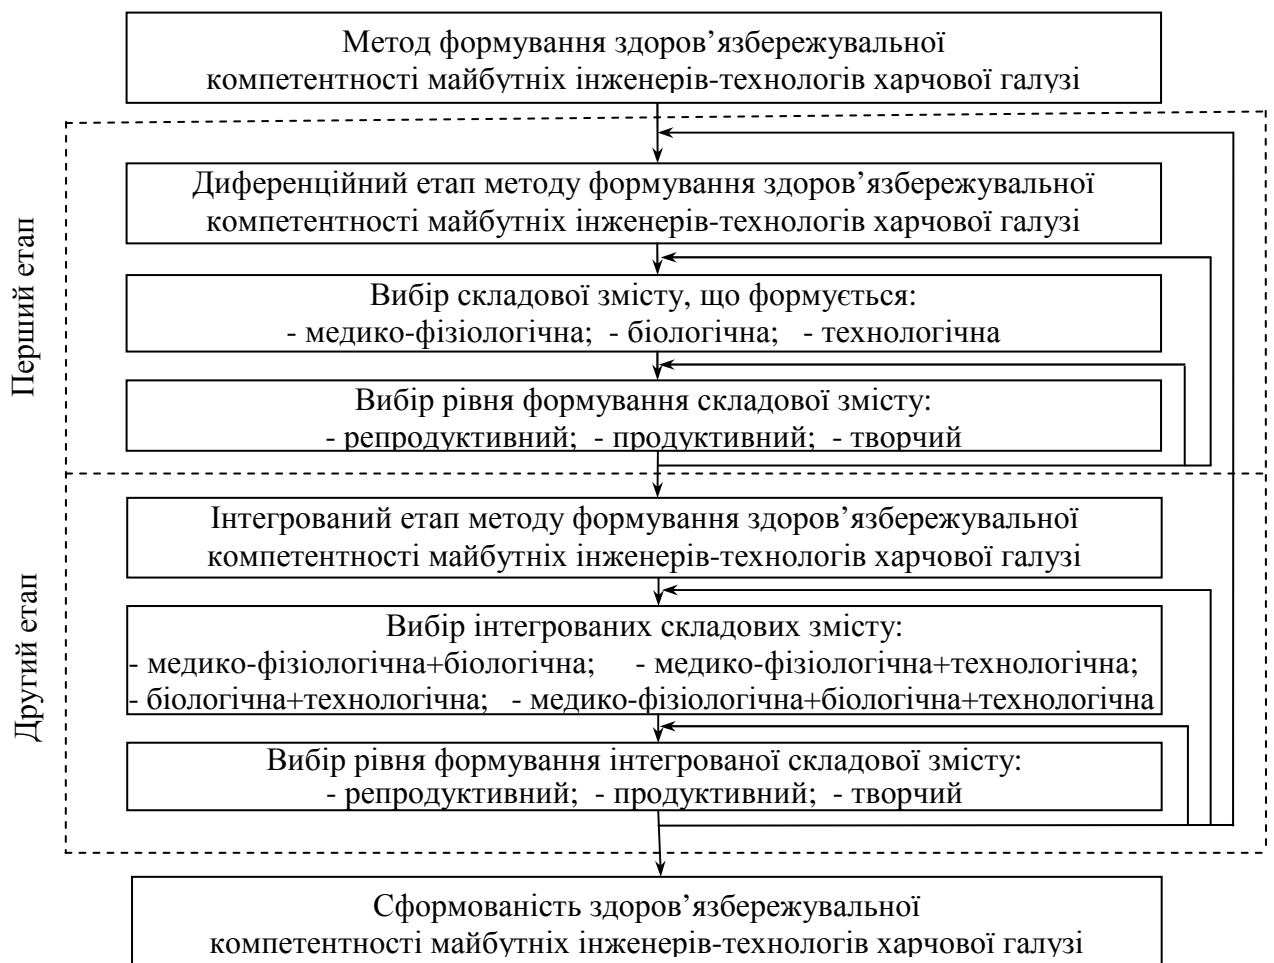 Метод формування здоров’язбережувальної
компетентності майбутніх інженерів-технологів харчової галузі
Перший етап
Диференційний етап методу формування здоров’язбережувальної
компетентності майбутніх інженерів-технологів харчової галузі
Вибір складової змісту, що формується:
- медико-фізіологічна; - біологічна; - технологічна
Вибір рівня формування складової змісту:
- репродуктивний; - продуктивний; - творчий
Другий етап
Інтегрований етап методу формування здоров’язбережувальної
компетентності майбутніх інженерів-технологів харчової галузі
Вибір інтегрованих складових змісту:
- медико-фізіологічна+біологічна; - медико-фізіологічна+технологічна;
- біологічна+технологічна; - медико-фізіологічна+біологічна+технологічна
Вибір рівня формування інтегрованої складової змісту:
- репродуктивний; - продуктивний; - творчий
Сформованість здоров’язбережувальної
компетентності майбутніх інженерів-технологів харчової галузі